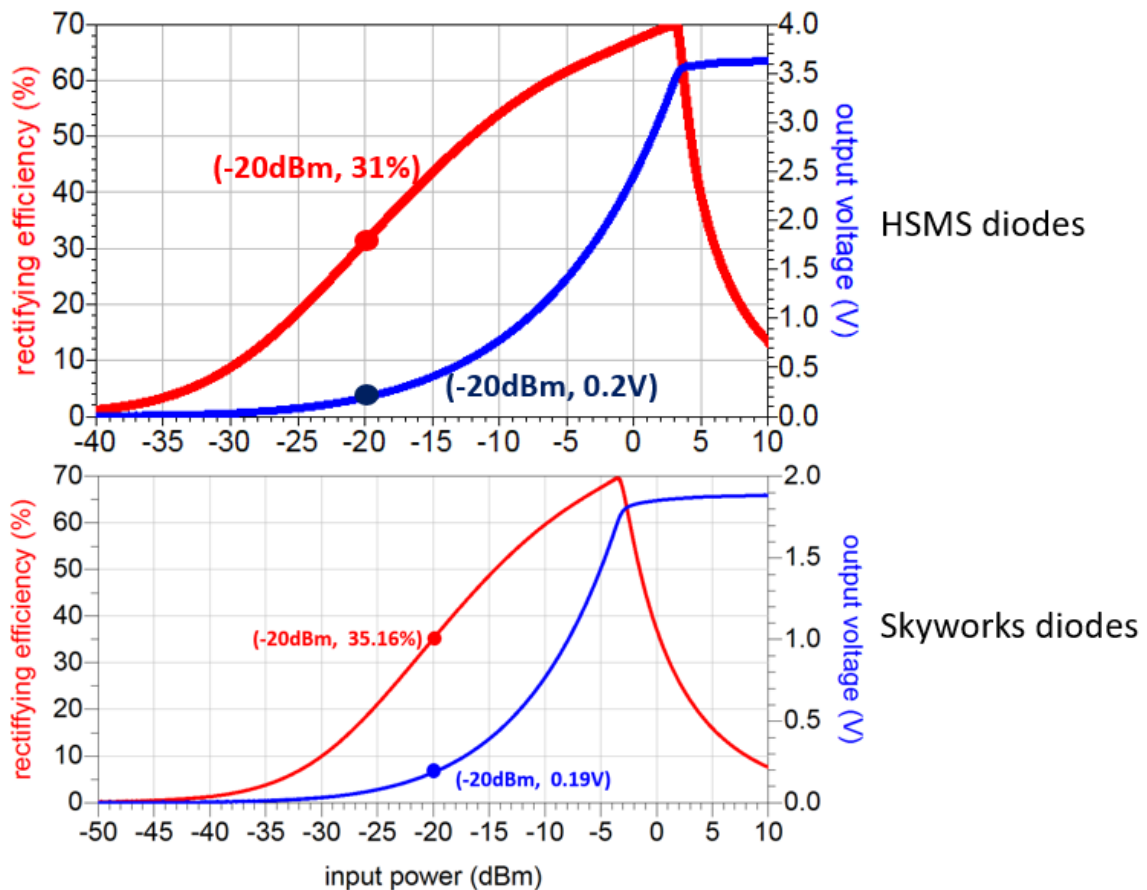 rectifying efficiency (%)
70
60
50
40
30
20
10
0
(-20dBm, 31%)
(-20dBm, 0.2V)
4.0
3.5
3.0
2.5
2.0
1.5
1.0
0.5
0.0
output voltage (V)
-40 -35 -30 -25 -20 -15 -10 -5 0 5 10
HSMS diodes
rectiffying efficiency (%)
70
60
50
40
30
20
10
0
(-20dBm, 35.16%)
(-20dBm, 0.19V)
2.0
1.5
1.0
0.5
0.0
output voltage (V)
-50 -45 -40 -35 -30 -25 -20 -15 -10 -5 0 5 10
input power (dBm)
Skyworks diodes